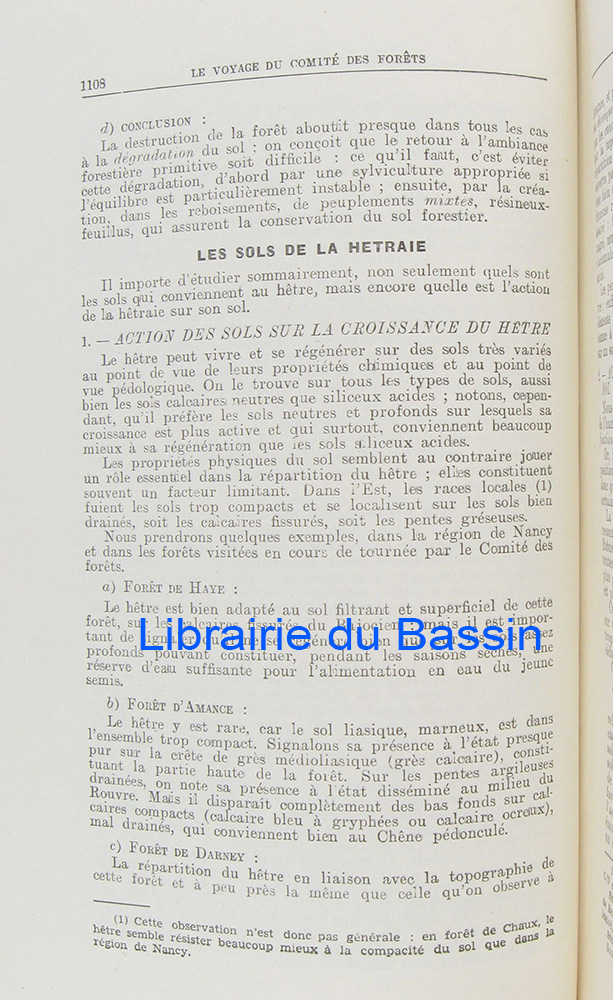 1108
LE VOYAGE DU COMITÉ DES FORÊTS
d) CONCLUSION :
La destruction de la forêt aboutit presque dans tous les cas
à la dégradation du sol : on conçoit que le retour à l'ambiance
forestière primitive soit difficile : ce qu'il faut, c'est éviter
cette dégradation, d'abord par une sylviculture appropriée si
l'équilibre est particulièrement instable ; ensuite, par la créa-
tion, dans les reboisements, de peuplements mixtes, résineux-
feuillus, qui assurent la conservation du sol forestier.
LES SOLS DE LA HETRAIE
Il importe d'étudier sommairement, non seulement quels sont
les sols qui conviennent au hêtre, mais encore quelle est l'action
de la hêtraie sur son sol.
1. — ACTION DES SOLS SUR LA CROISSANCE DU HÊTRE
Le hêtre peut vivre et se régénérer sur des sols très variés
au point de vue de leurs propriétés chimiques et au point de
vue pédologique. On le trouve sur tous les types de sols, aussi
bien les sols calcaires neutres que siliceux acides ; notons, cepen-
dant, qu'il préfère les sols neutres et profonds sur lesquels sa
croissance est plus active et qui surtout, conviennent beaucoup
mieux à sa régénération que les sols siliceux acides.
Les propriétés physiques du sol semblent au contraire jouer
un rôle essentiel dans la répartition du hêtre ; elles constituent
souvent un facteur limitant. Dans l'Est, les races locales (1)
fuient les sols trop compacts et se localisent sur les sols bien
drainés, soit les calcaires fissurés, soit les pentes gréseuses.
Nous prendrons quelques exemples, dans la région de Nancy
et dans les forêts visitées en cours de tournée par le Comité des
forêts.
a) FORÊT DE HAYE :
Le hêtre est bien adapté au sol filtrant et superficiel de cette
forêt, sur les calcaires fissurés du Bajocien, mais il est impor-
tant de signaler qu'il se régénère bien sur les sols assez
profonds pouvant constituer, pendant les saisons sèches, une
réserve d'eau suffisante pour l'alimentation en eau du jeune
semis.
Librairie du Bassin
b) FORÊT D'AMANCE :
Le hêtre y est rare, car le sol liasique, marneux, est dans
l'ensemble trop compact. Signalons sa présence à l'état presque
pur sur la crête de grès médioliasique (grès calcaire), consti-
tuant la partie haute de la forêt. Sur les pentes argileuses
drainées, on note sa présence à l'état disséminé au milieu du
Rouvre. Mais il disparait complètement des bas fonds sur cal-
caires compacts (calcaire bleu à gryphées ou calcaire ocreux),
mal drainés, qui conviennent bien au Chêne pédonculé.
c) FORÊT DE DARNEY :
La répartition du hêtre en liaison avec la topographie de
cette forêt et à peu près la même que celle qu'on observe à
(1) Cette observation n'est donc pas générale : en forêt de Chaux, le
hêtre semble résister beaucoup mieux à la compacité du sol que dans la
région de Nancy.